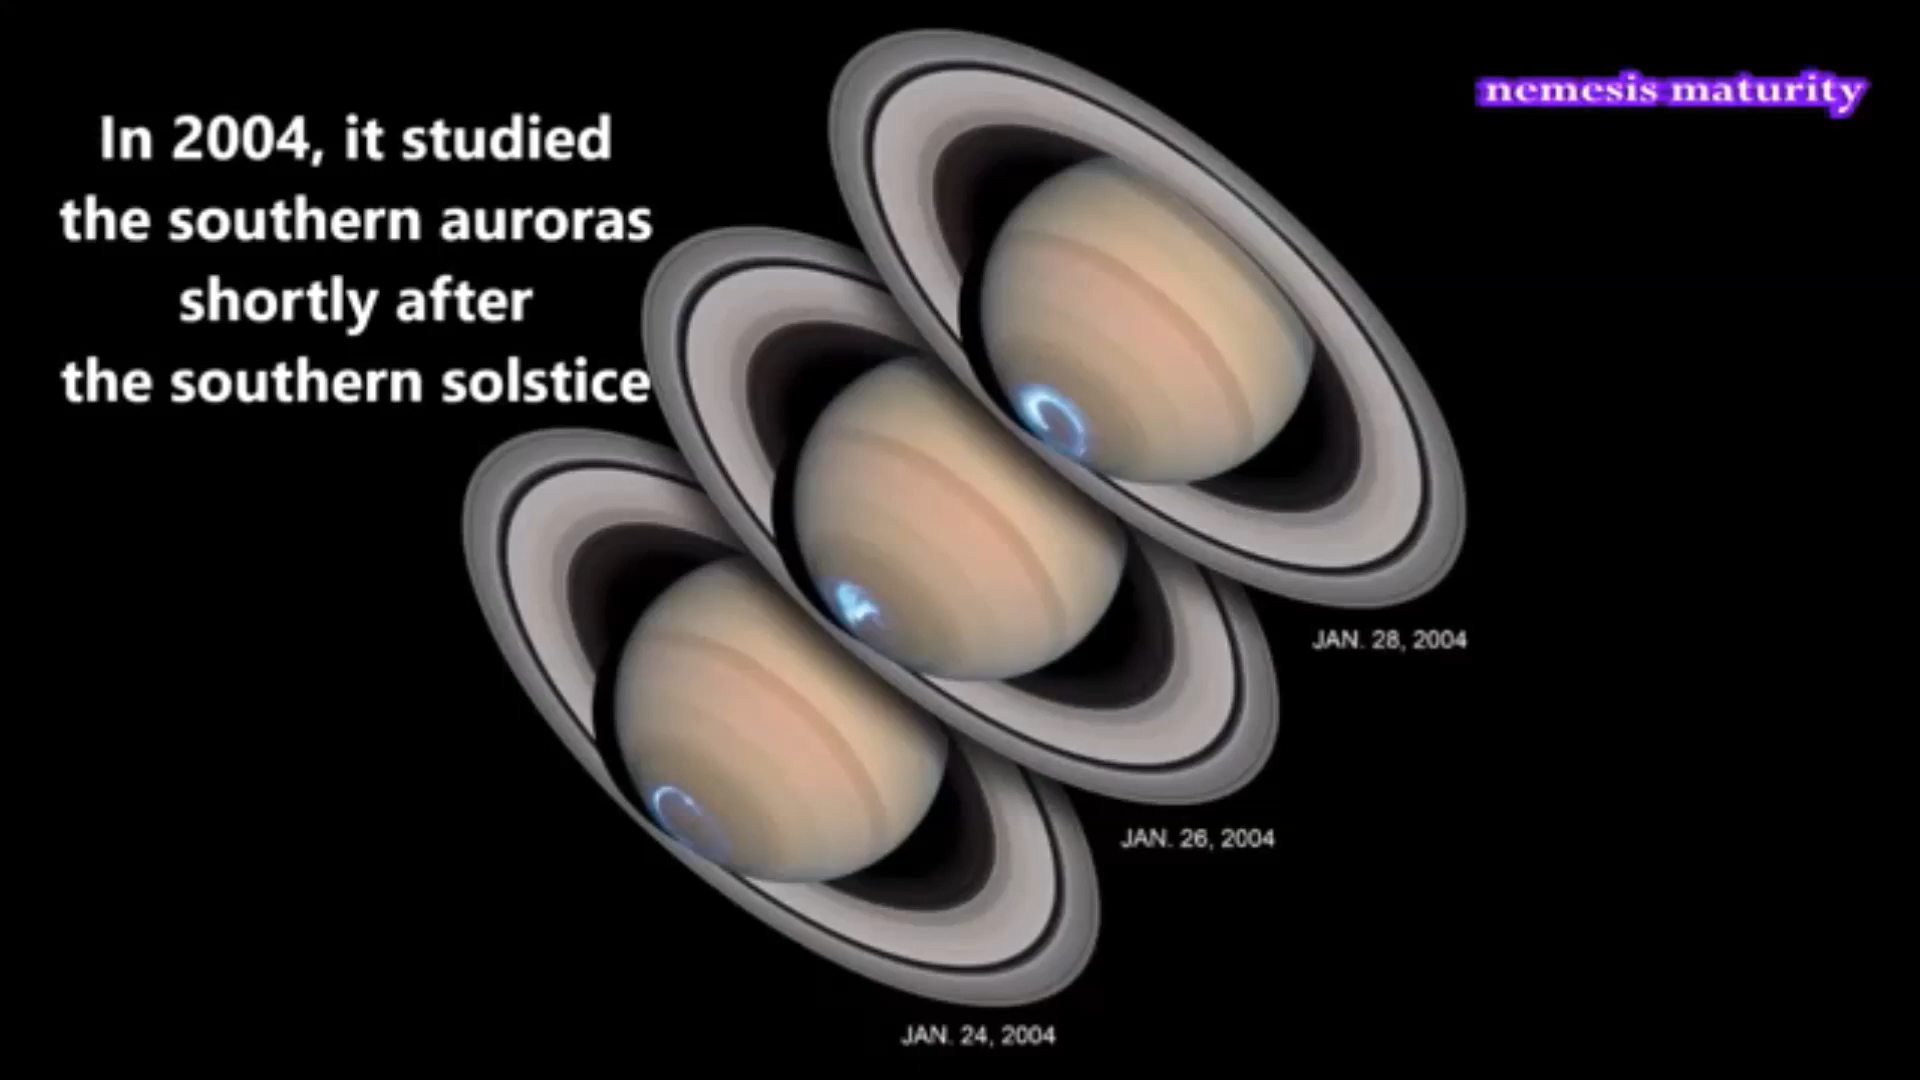 In 2004, it studied
the southern auroras
shortly after
the southern solstice
nemesis maturity
JAN. 28, 2004
JAN. 26, 2004
JAN. 24, 2004